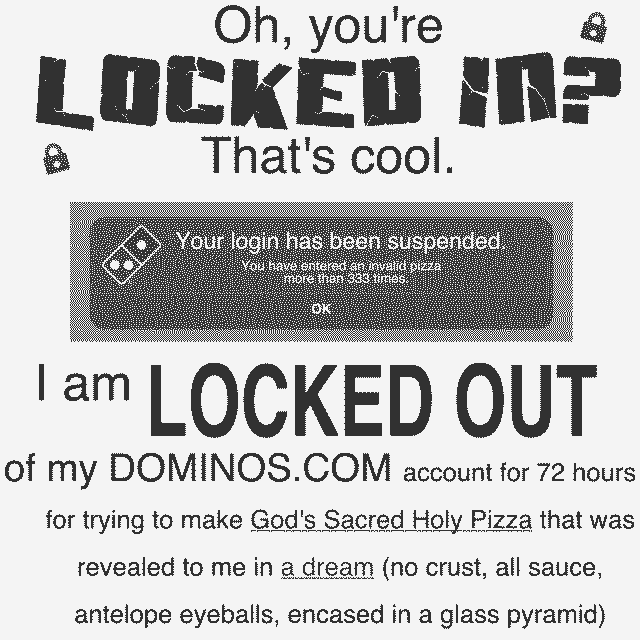 Oh, you're
LOCKED IN?
That's cool.
Your login has been suspended.
You have entered an invalid pizza
more than 333 times.
OK
I am LOCKED OUT
of my DOMINOS.COM account for 72 hours
for trying to make God's Sacred Holy Pizza that was
revealed to me in a dream (no crust, all sauce,
antelope eyeballs, encased in a glass pyramid)